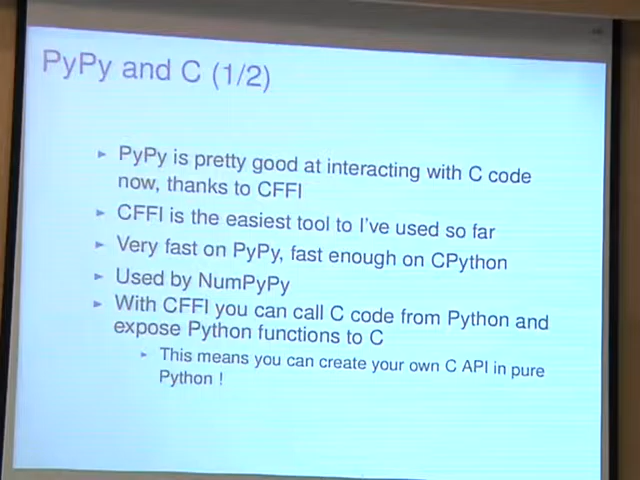 PyPy and C (1/2)
► PyPy is pretty good at interacting with C code
now, thanks to CFFI
► CFFI is the easiest tool to I've used so far
► Very fast on PyPy, fast enough on CPython
► Used by NumPyPy
► With CFFI you can call C code from Python and
expose Python functions to C
► This means you can create your own C API in pure
Python !